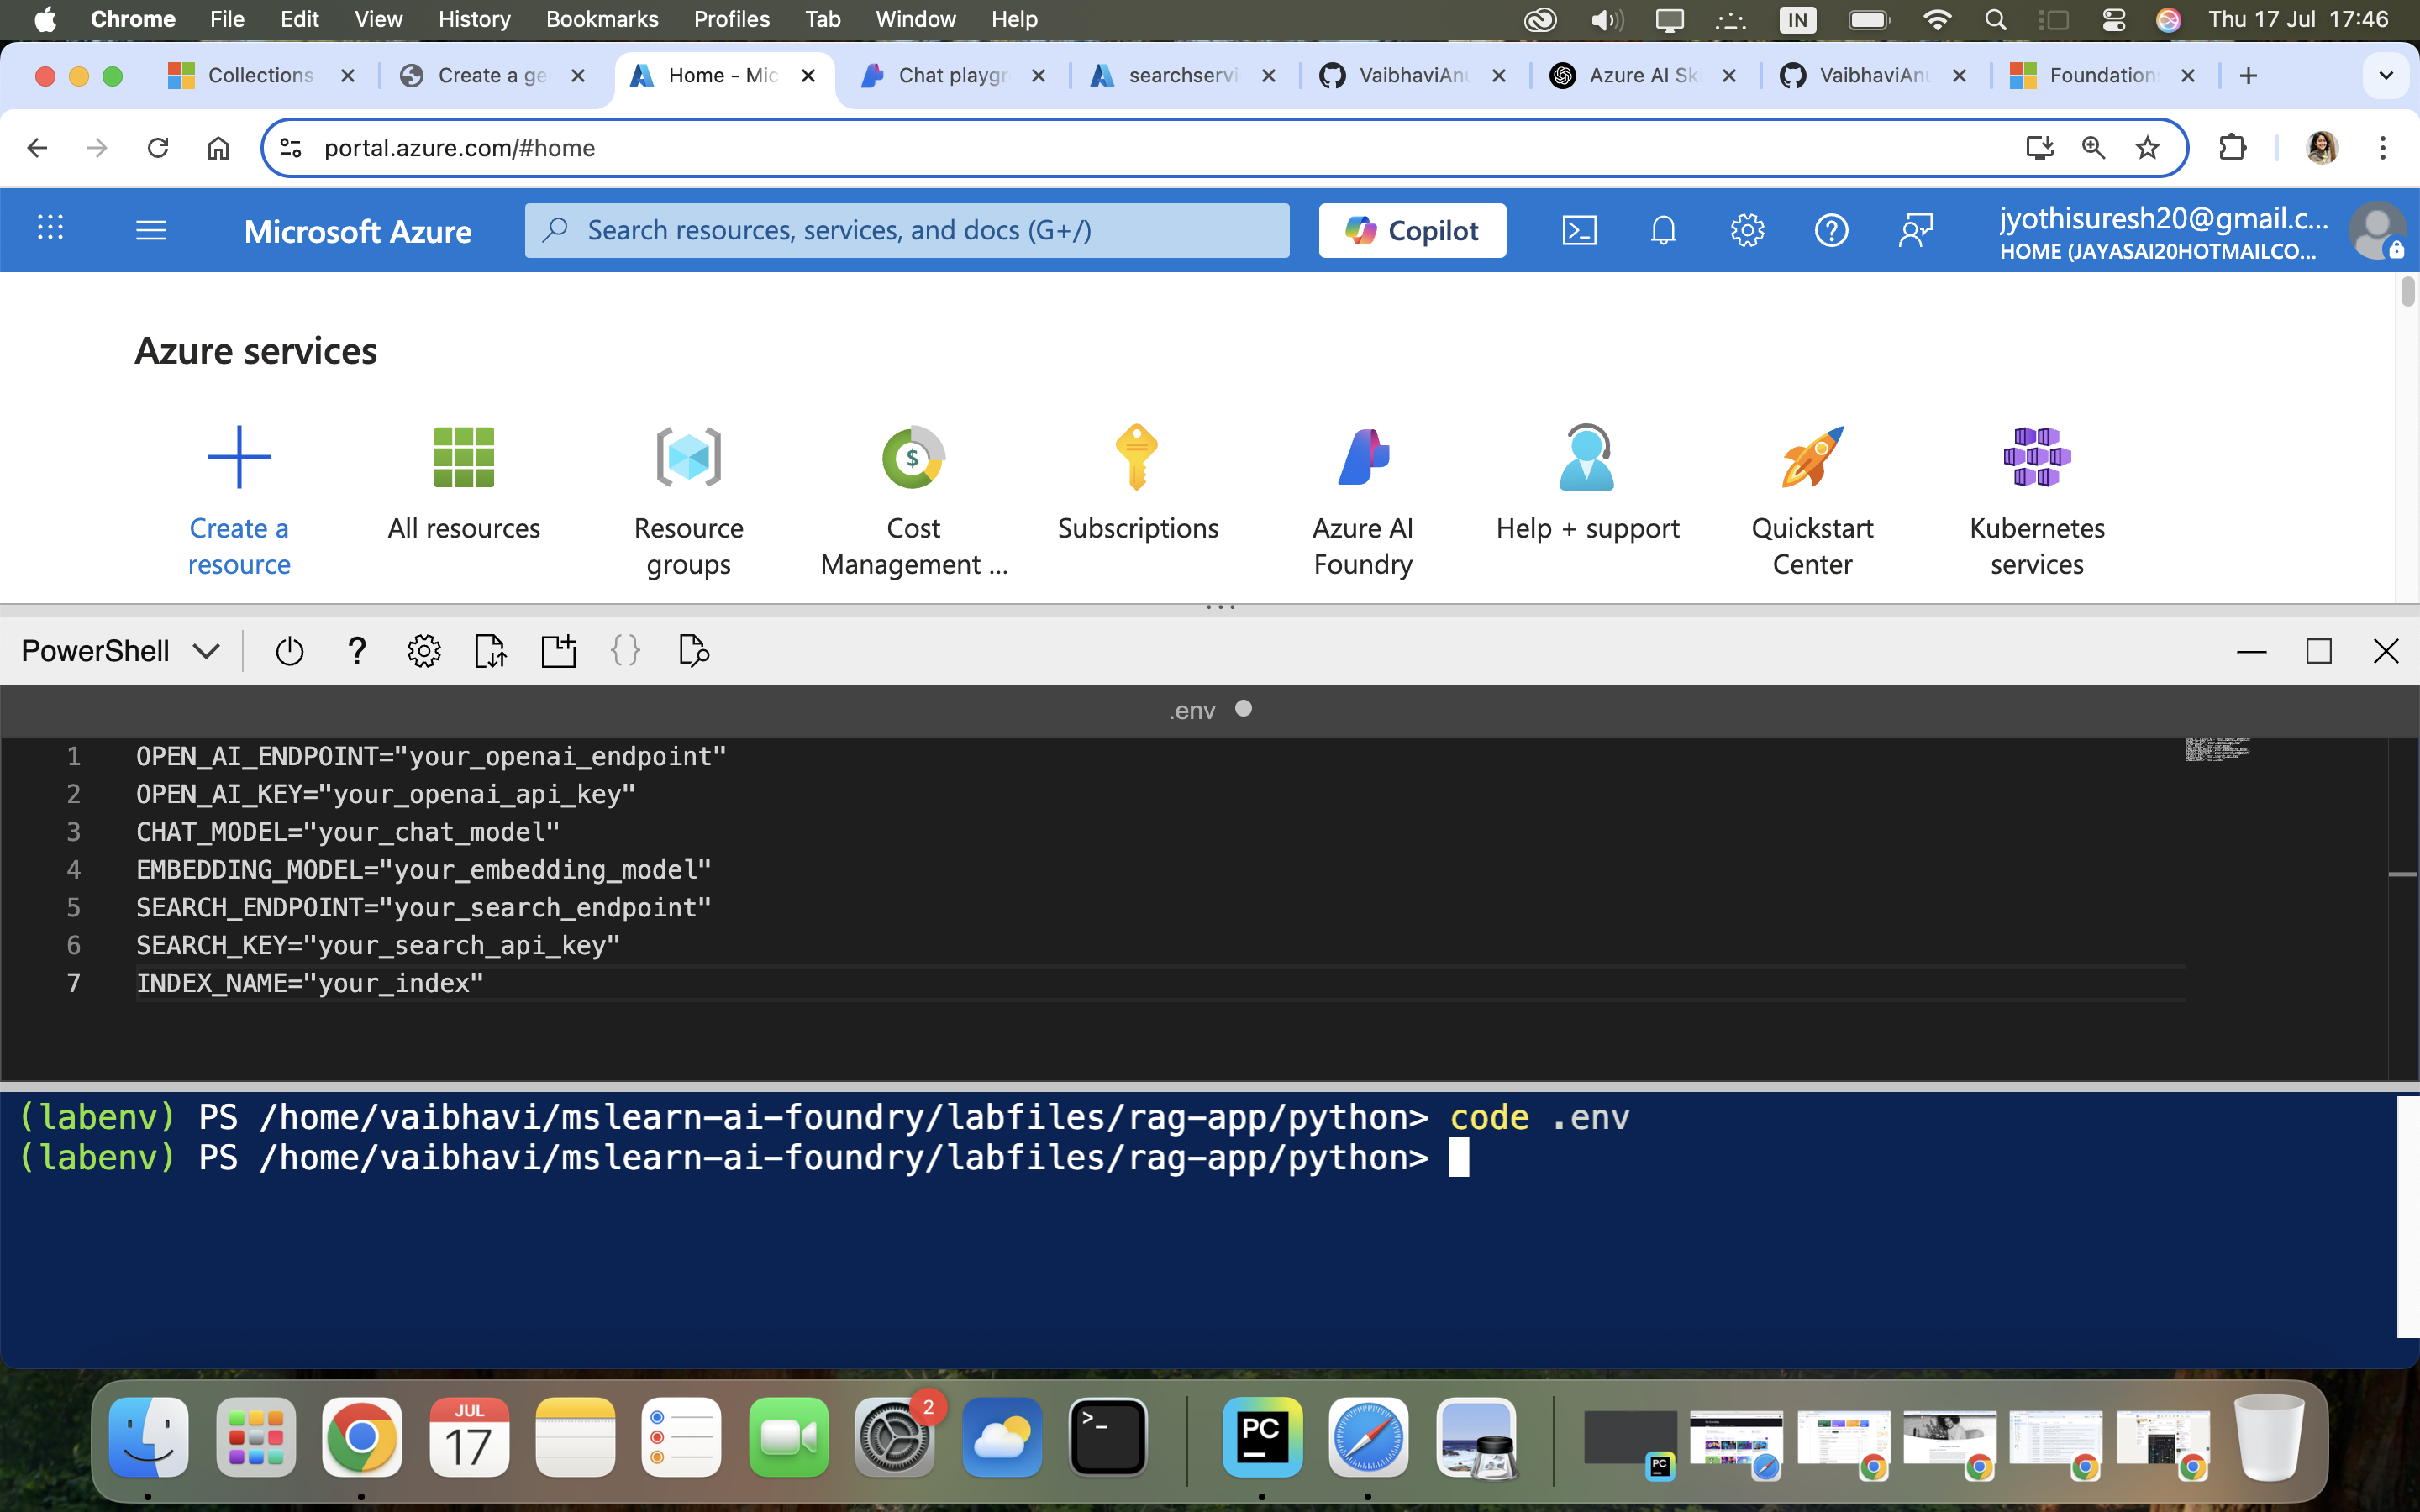 Chrome File Edit View History Bookmarks Profiles Tab Window Help IN Thu 17 Jul 17:46
Collections Create a ge Home - Mic Chat playgr searchservi VaibhaviAnu Azure AI Sk VaibhaviAnu Foundation
portal.azure.com/#home
Microsoft Azure Search resources, services, and docs (G+/) Copilot jyothisuresh20@gmail.c...
HOME (JAYASAI20HOTMAILCO...
Azure services
Create a resource
All resources
Resource groups
Cost Management ...
Subscriptions
Azure AI Foundry
Help + support
Quickstart Center
Kubernetes services
PowerShell
.env
1 OPEN_AI_ENDPOINT="your_openai_endpoint"
2 OPEN_AI_KEY="your_openai_api_key"
3 CHAT_MODEL="your_chat_model"
4 EMBEDDING_MODEL="your_embedding_model"
5 SEARCH_ENDPOINT="your_search_endpoint"
6 SEARCH_KEY="your_search_api_key"
7 INDEX_NAME="your_index"
(labenv) PS /home/vaibhavi/mslearn-ai-foundry/labfiles/rag-app/python> code .env
(labenv) PS /home/vaibhavi/mslearn-ai-foundry/labfiles/rag-app/python>
JUL
17
2
>_
PC
PC